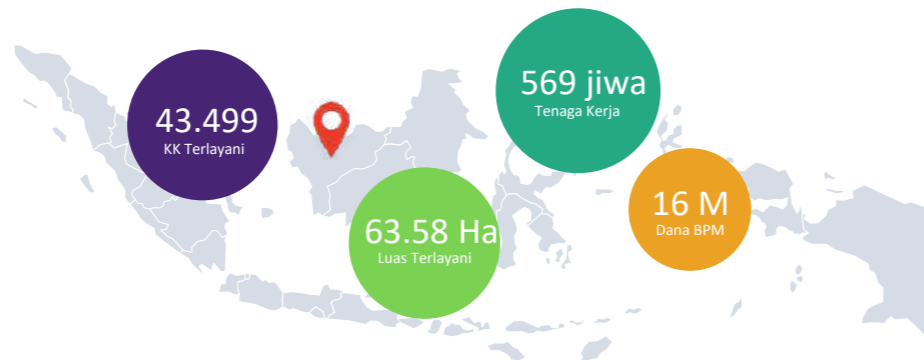 43.499
KK Terlayani
569 jiwa
Tenaga Kerja
63.58 Ha
Luas Terlayani
16 M
Dana BPM